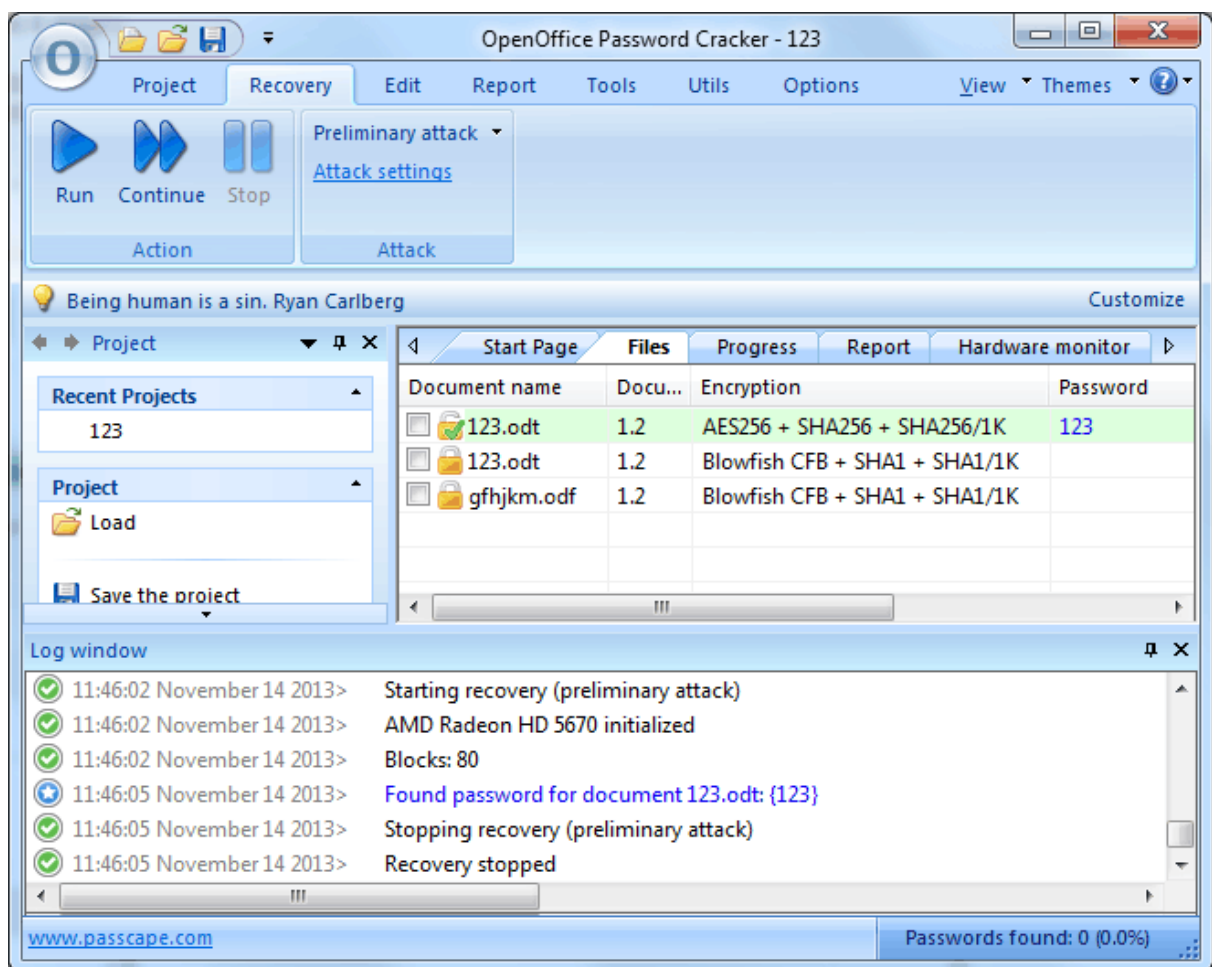 OpenOffice Password Cracker - 123
Project Recovery Edit Report Tools Utils Options View Themes
Preliminary attack
Attack settings
Run Continue Stop
Action Attack
Being human is a sin. Ryan Carlberg Customize
Project
Start Page Files Progress Report Hardware monitor
Recent Projects
123
Project
Load
Save the project
Document name Docu... Encryption Password
123.odt 1.2 AES256 + SHA256 + SHA256/1K 123
123.odt 1.2 Blowfish CFB + SHA1 + SHA1/1K
gfhjkm.odf 1.2 Blowfish CFB + SHA1 + SHA1/1K
Log window
11:46:02 November 14 2013> Starting recovery (preliminary attack)
11:46:02 November 14 2013> AMD Radeon HD 5670 initialized
11:46:02 November 14 2013> Blocks: 80
11:46:05 November 14 2013> Found password for document 123.odt: {123}
11:46:05 November 14 2013> Stopping recovery (preliminary attack)
11:46:05 November 14 2013> Recovery stopped
www.passcape.com Passwords found: 0 (0.0%)